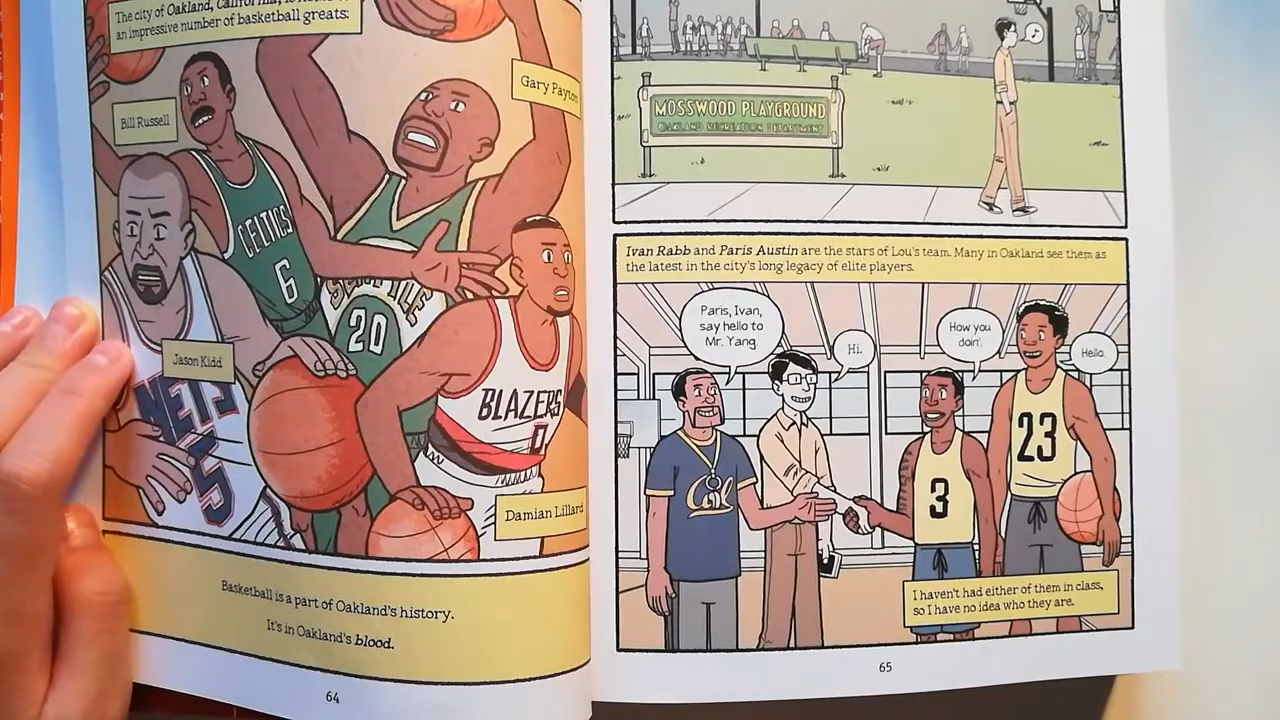 The city of Oakland, California, is
an impressive number of basketball greats:
Gary Payton
Bill Russell
CELTICS
6
SEATTLE
20
Jason Kidd
NETS
5
BLAZERS
0
Damian Lillard
Basketball is a part of Oakland's history.
It's in Oakland's blood.
64
MOSSWOOD PLAYGROUND
OAKLAND RECREATION DEPARTMENT
Ivan Rabb and Paris Austin are the stars of Lou's team. Many in Oakland see them as
the latest in the city's long legacy of elite players.
Paris, Ivan,
say hello to
Mr. Yang.
Hi.
How you
doin'.
Hello.
Cal
3
23
I haven't had either of them in class,
so I have no idea who they are.
65